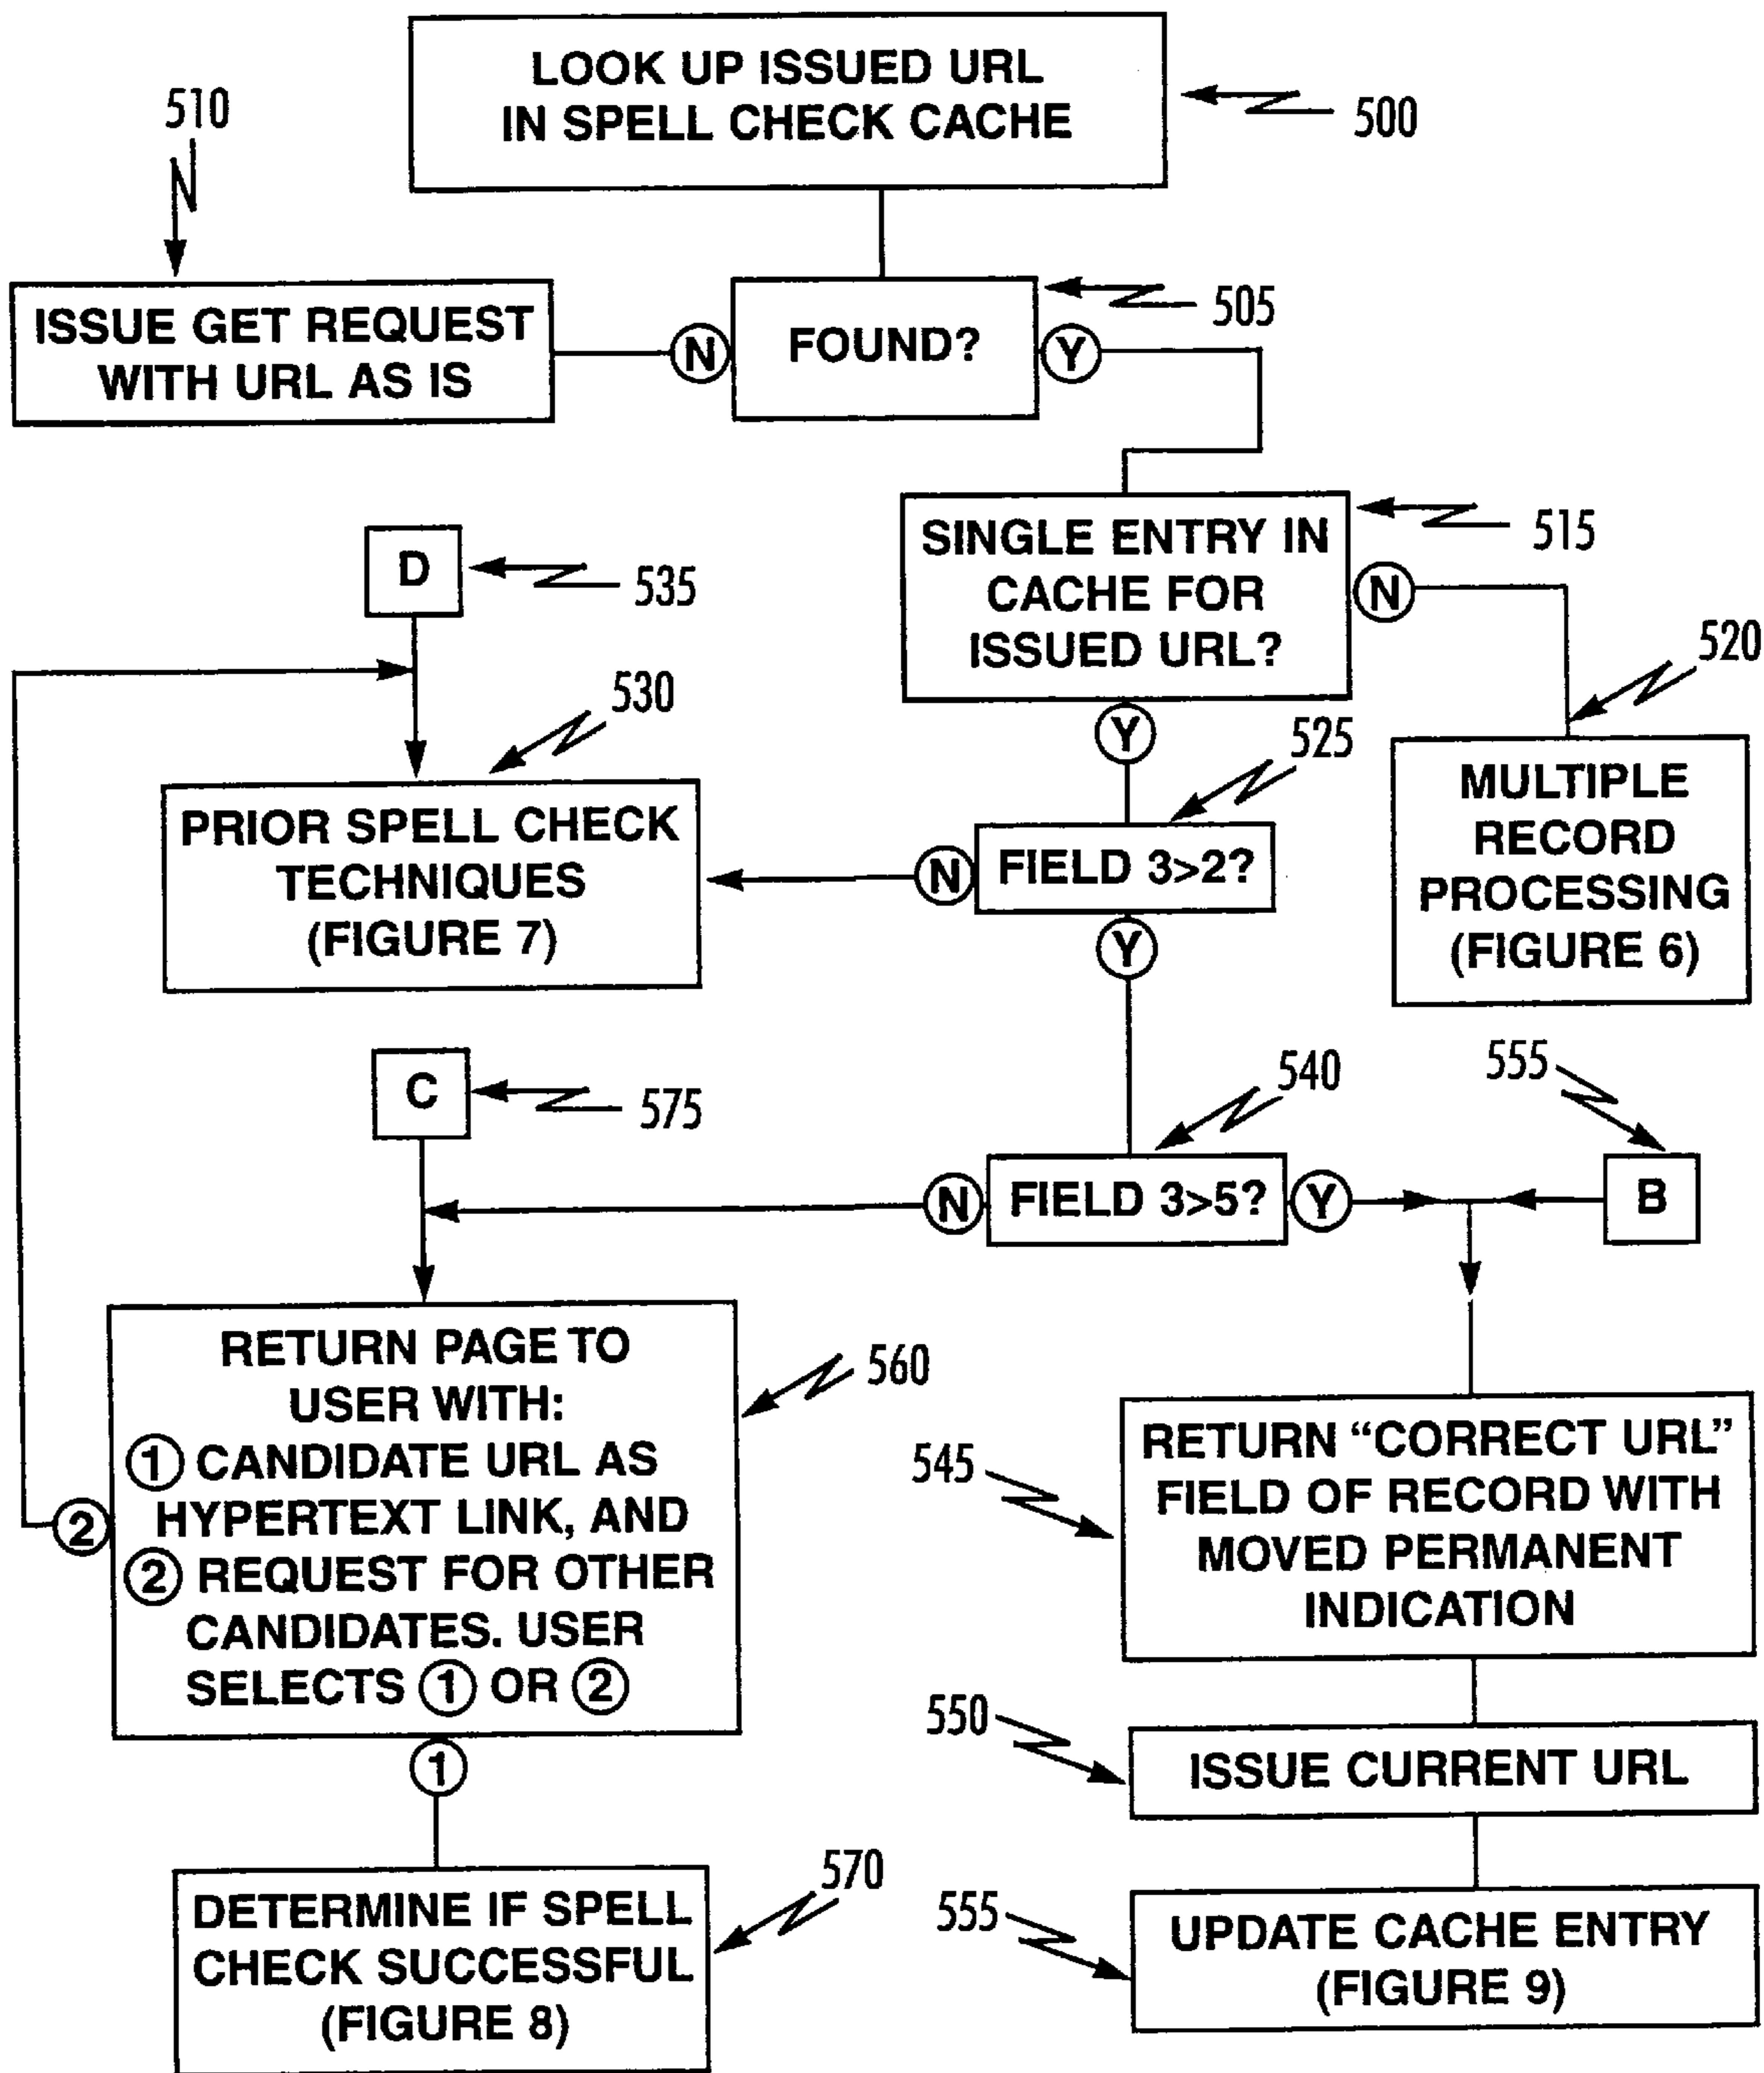 LOOK UP ISSUED URL
IN SPELL CHECK CACHE
500
510
ISSUE GET REQUEST
WITH URL AS IS
N
FOUND?
Y
505
SINGLE ENTRY IN
CACHE FOR
ISSUED URL?
515
N
Y
D
535
530
PRIOR SPELL CHECK
TECHNIQUES
(FIGURE 7)
N
FIELD 3>2?
525
Y
520
MULTIPLE
RECORD
PROCESSING
(FIGURE 6)
C
575
540
N
FIELD 3>5?
Y
555
B
RETURN PAGE TO
USER WITH:
1 CANDIDATE URL AS
HYPERTEXT LINK, AND
2 REQUEST FOR OTHER
CANDIDATES. USER
SELECTS 1 OR 2
560
2
1
545
RETURN “CORRECT URL”
FIELD OF RECORD WITH
MOVED PERMANENT
INDICATION
550
ISSUE CURRENT URL
DETERMINE IF SPELL
CHECK SUCCESSFUL
(FIGURE 8)
570
555
UPDATE CACHE ENTRY
(FIGURE 9)